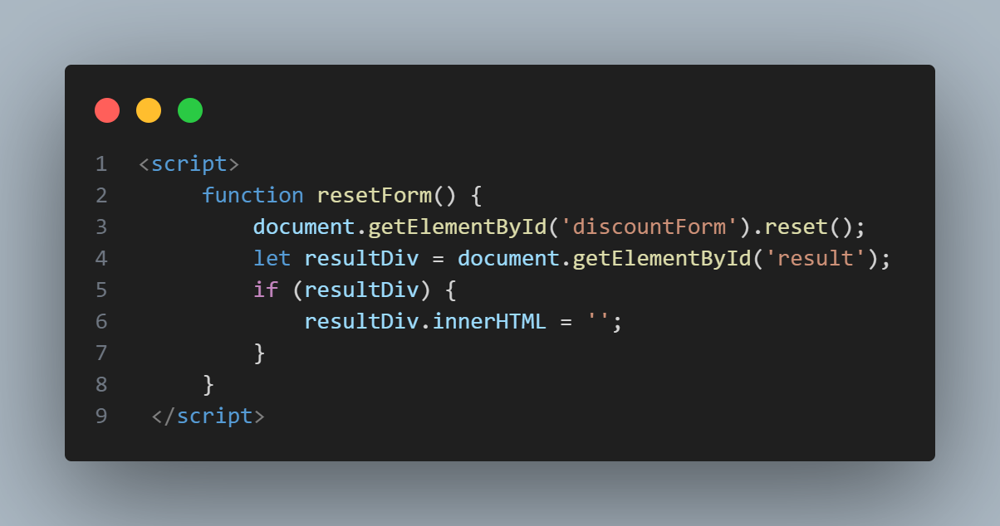 1 <script>
2 function resetForm() {
3 document.getElementById('discountForm').reset();
4 let resultDiv = document.getElementById('result');
5 if (resultDiv) {
6 resultDiv.innerHTML = '';
7 }
8 }
9 </script>